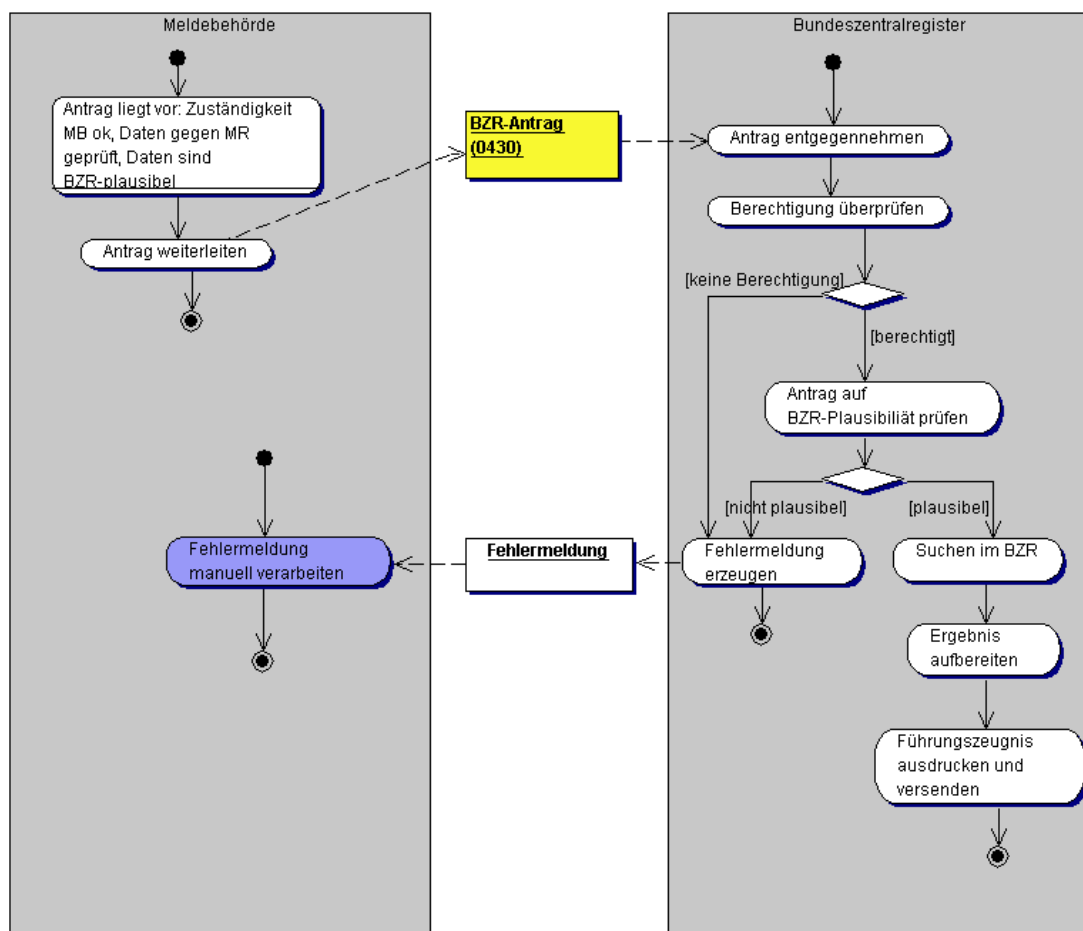 Meldebehörde
Antrag liegt vor: Zuständigkeit
MB ok, Daten gegen MR
geprüft, Daten sind
BZR-plausibel
Antrag weiterleiten
BZR-Antrag
(0430)
Bundeszentralregister
Antrag entgegennehmen
Berechtigung überprüfen
[keine Berechtigung]
[berechtigt]
Antrag auf
BZR-Plausibiliät prüfen
[nicht plausibel]
[plausibel]
Fehlermeldung
manuell verarbeiten
Fehlermeldung
Fehlermeldung
erzeugen
Suchen im BZR
Ergebnis
aufbereiten
Führungszeugnis
ausdrucken und
versenden